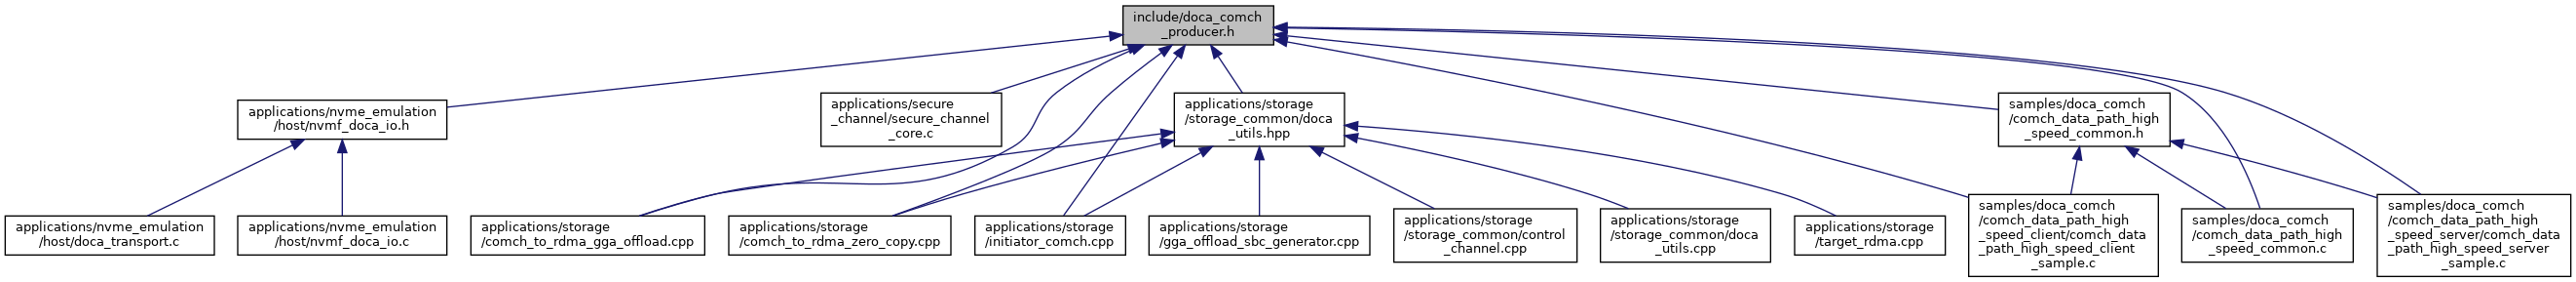 include/doca_comch
_producer.h
applications/nvme_emulation
/host/nvmf_doca_io.h
applications/secure
_channel/secure_channel
_core.c
applications/storage
/storage_common/doca
_utils.hpp
samples/doca_comch
/comch_data_path_high
_speed_common.h
applications/nvme_emulation
/host/doca_transport.c
applications/nvme_emulation
/host/nvmf_doca_io.c
applications/storage
/comch_to_rdma_gga_offload.cpp
applications/storage
/comch_to_rdma_zero_copy.cpp
applications/storage
/initiator_comch.cpp
applications/storage
/gga_offload_sbc_generator.cpp
applications/storage
/storage_common/control
_channel.cpp
applications/storage
/storage_common/doca
_utils.cpp
applications/storage
/target_rdma.cpp
samples/doca_comch
/comch_data_path_high
_speed_client/comch_data
_path_high_speed_client
_sample.c
samples/doca_comch
/comch_data_path_high
_speed_common.c
samples/doca_comch
/comch_data_path_high
_speed_server/comch_data
_path_high_speed_server
_sample.c